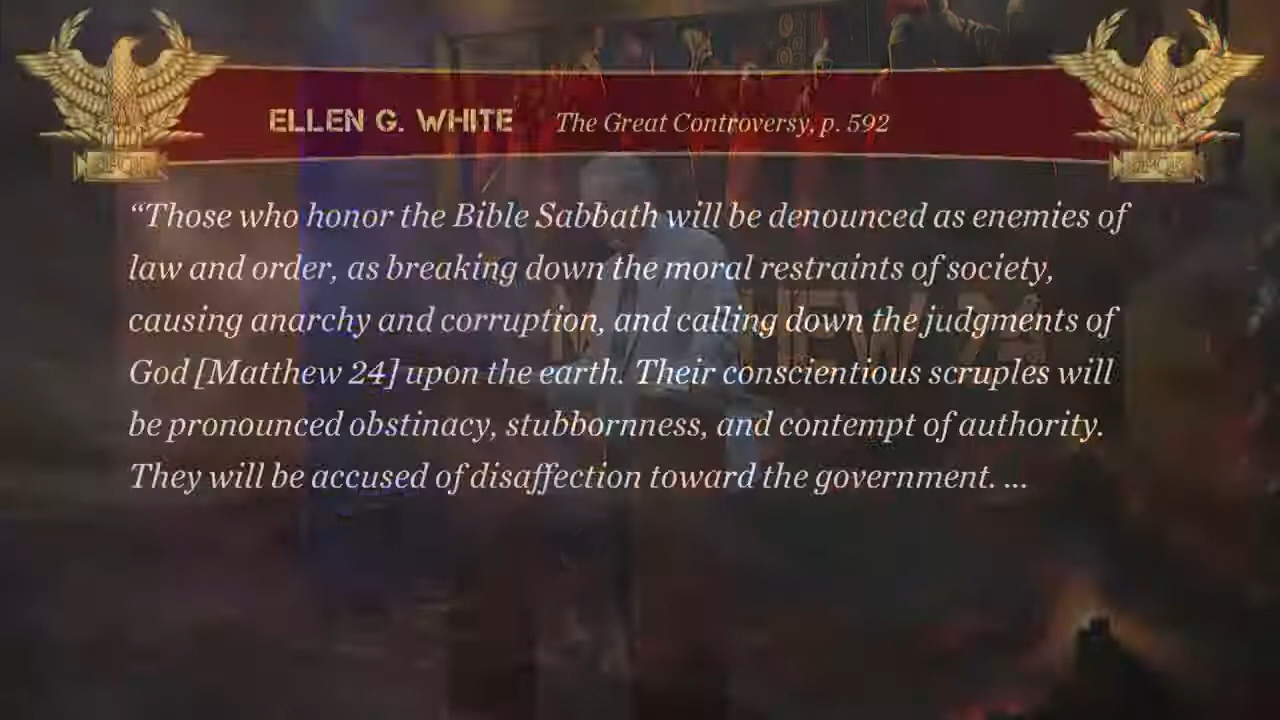 ELLEN G. WHITE The Great Controversy, p. 592
“Those who honor the Bible Sabbath will be denounced as enemies of
law and order, as breaking down the moral restraints of society,
causing anarchy and corruption, and calling down the judgments of
God [Matthew 24] upon the earth. Their conscientious scruples will
be pronounced obstinacy, stubbornness, and contempt of authority.
They will be accused of disaffection toward the government. ...